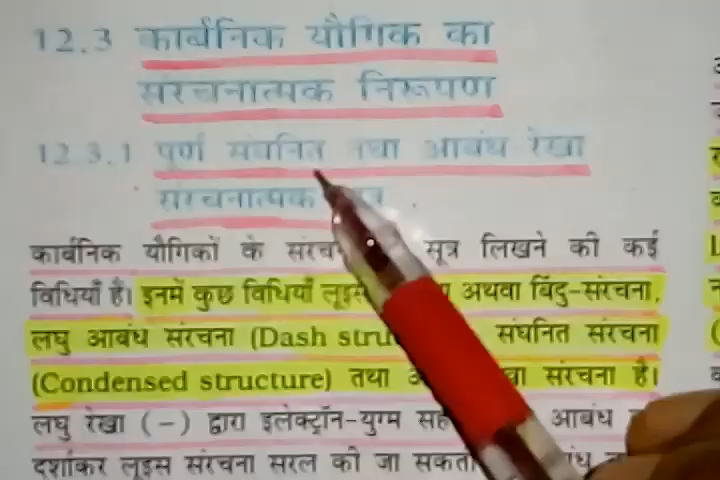 12.3 कार्बनिक यौगिक का
संरचनात्मक निरूपण
12.3.1 पूर्ण संघनित तथा आबंध रेखा
संरचनात्मक
कार्बनिक यौगिकों के सूत्र लिखने की कई
विधियाँ हैं। इनमें कुछ विधियाँ अथवा बिंदु-संरचना,
लघु आबंध संरचना (Dash संघनित संरचना
(Condensed structure) तथा संरचना है।
लघु रेखा (–) द्वारा इलेक्ट्रॉन-युग्म आबंध
दर्शाकर लूइस संरचना सरल की जा